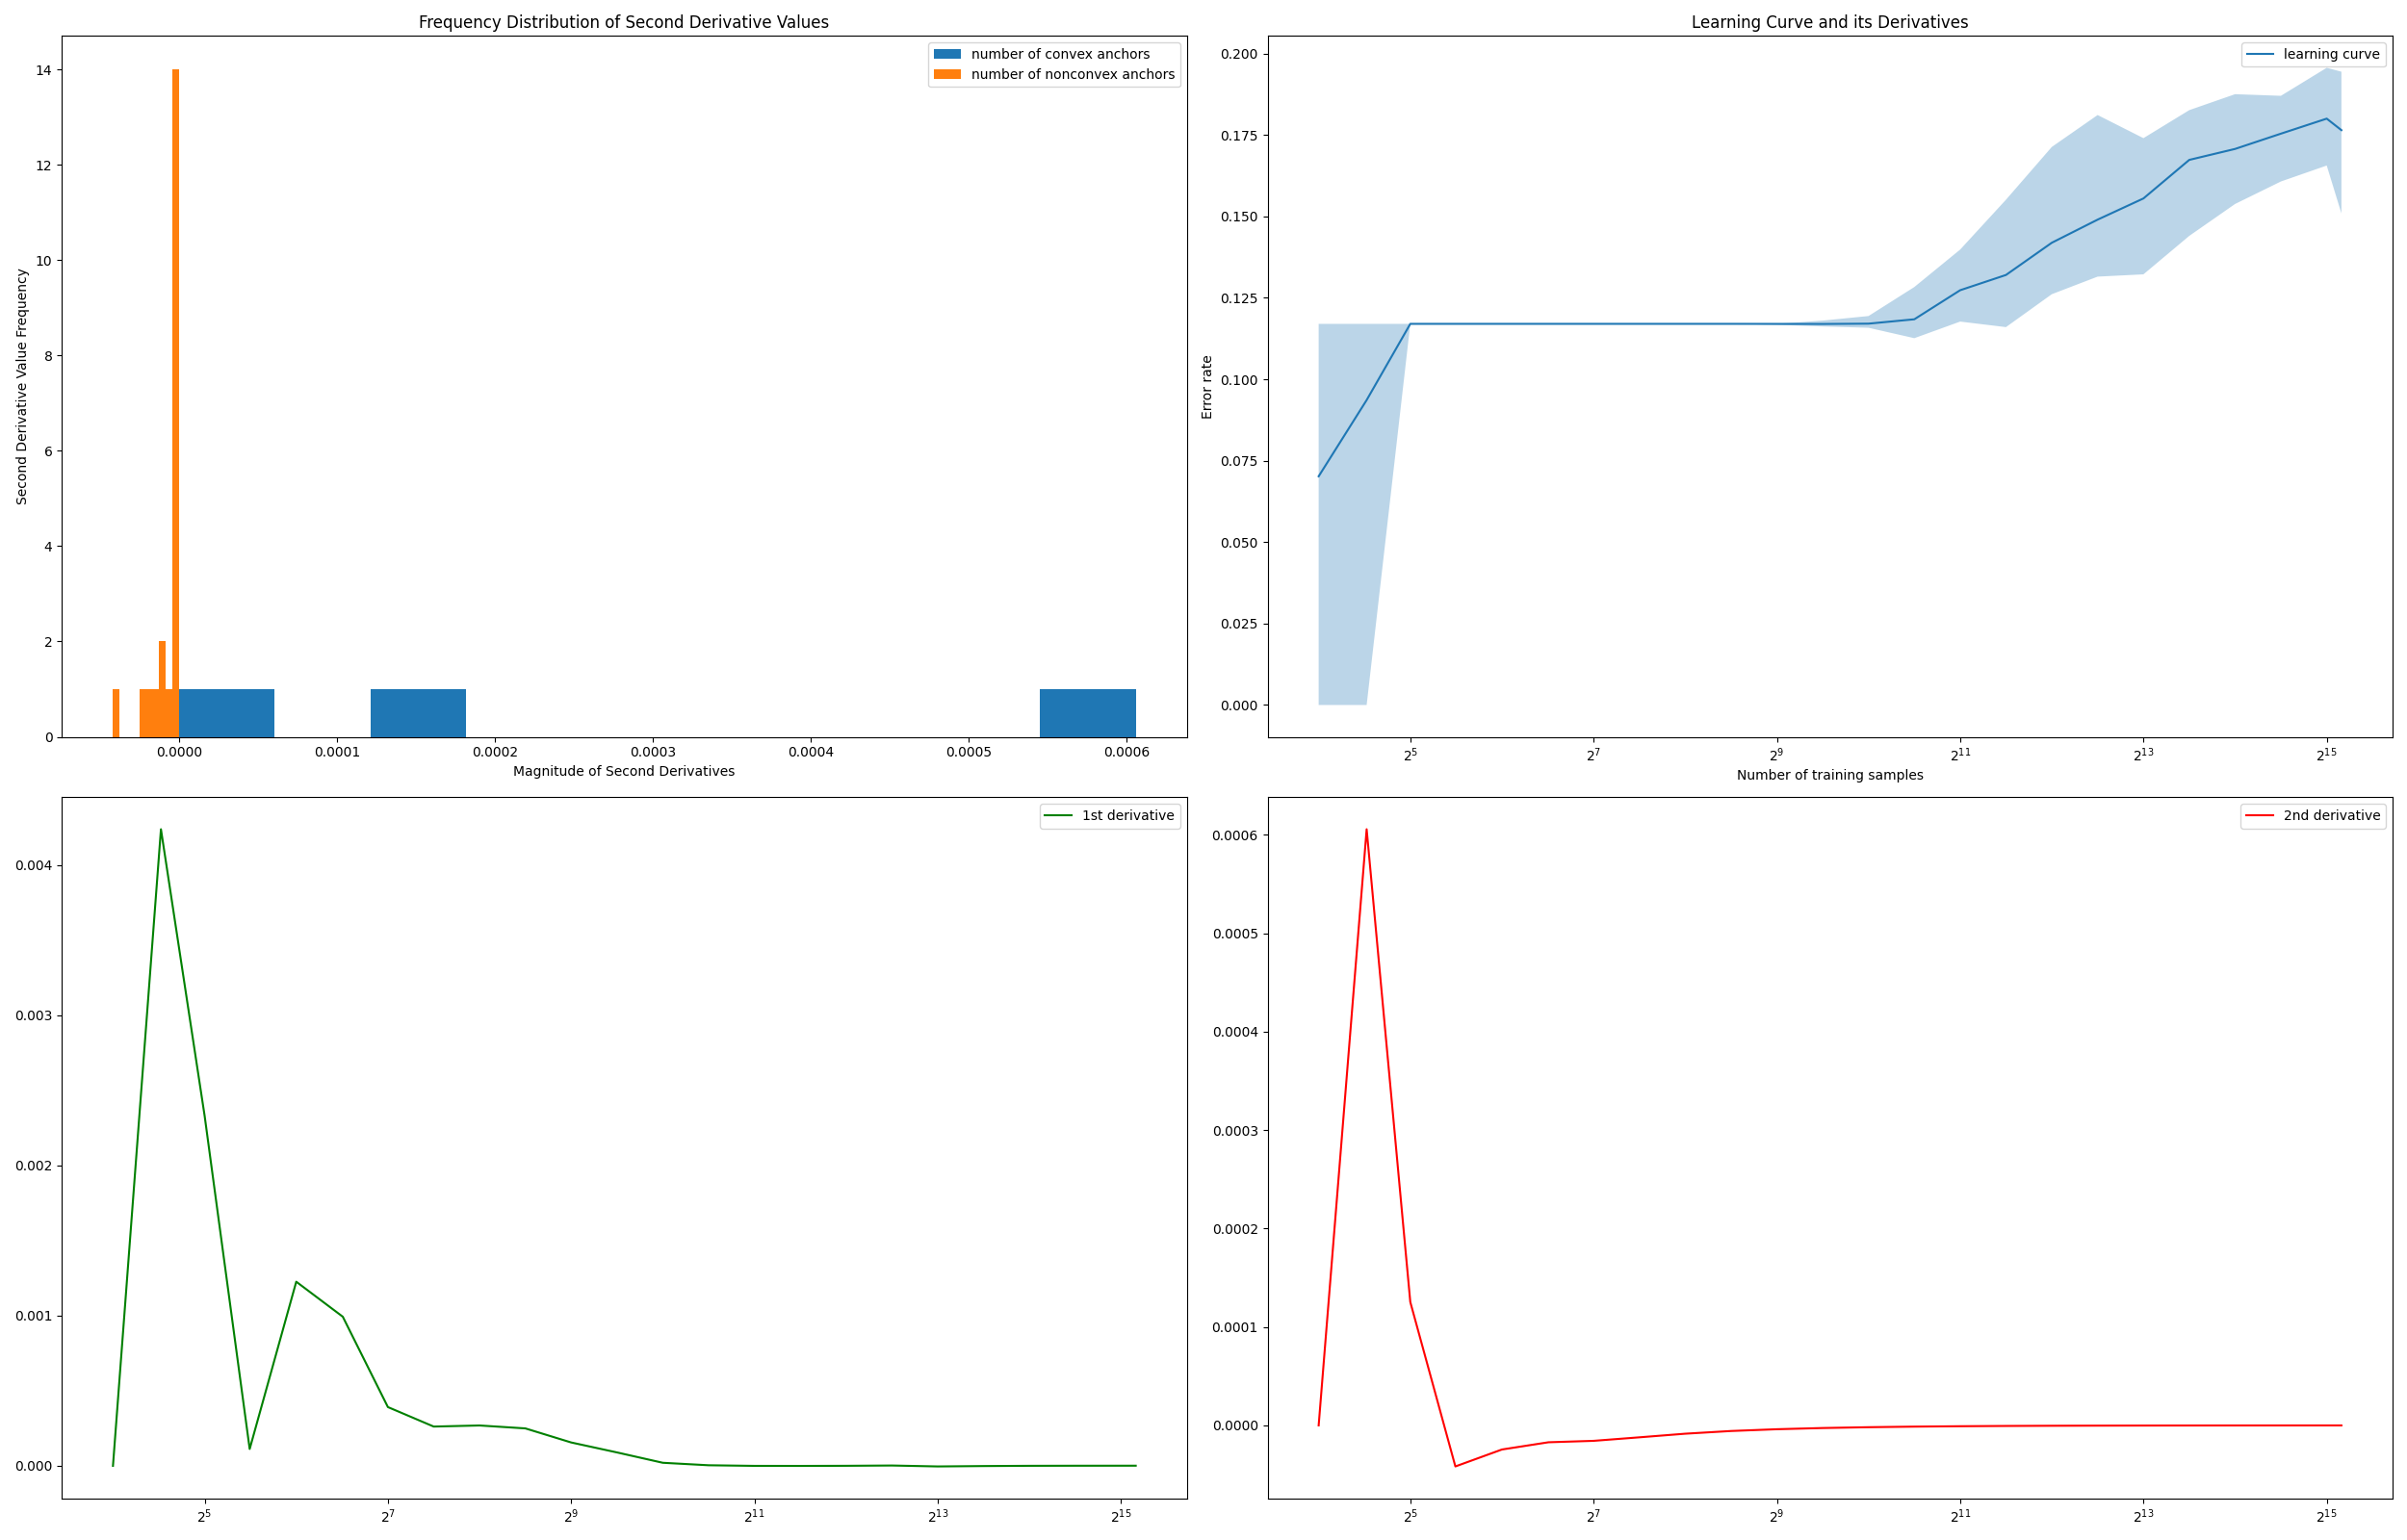 Frequency Distribution of Second Derivative Values
number of convex anchors
number of nonconvex anchors
Second Derivative Value Frequency
14
12
10
8
6
4
2
0
0.0000 0.0001 0.0002 0.0003 0.0004 0.0005 0.0006
Magnitude of Second Derivatives
Learning Curve and its Derivatives
learning curve
Error rate
0.200
0.175
0.150
0.125
0.100
0.075
0.050
0.025
0.000
2^5 2^7 2^9 2^11 2^13 2^15
Number of training samples
1st derivative
0.004
0.003
0.002
0.001
0.000
2^5 2^7 2^9 2^11 2^13 2^15
2nd derivative
0.0006
0.0005
0.0004
0.0003
0.0002
0.0001
0.0000
2^5 2^7 2^9 2^11 2^13 2^15